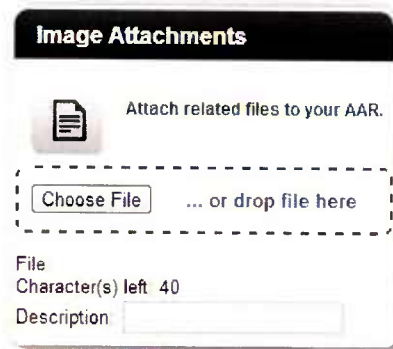 Image Attachments
Attach related files to your AAR.
Choose File ... or drop file here
File
Character(s) left 40
Description